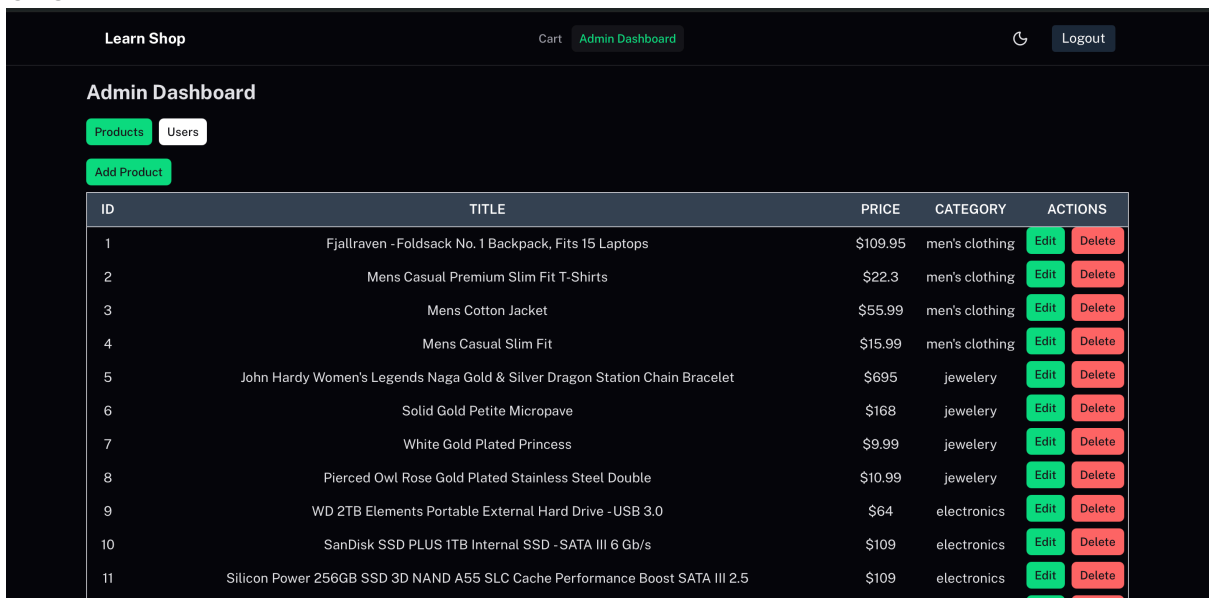 Learn Shop Cart Admin Dashboard Logout
Admin Dashboard
Products Users
Add Product
ID TITLE PRICE CATEGORY ACTIONS
1 Fjallraven - Foldsack No. 1 Backpack, Fits 15 Laptops $109.95 men's clothing Edit Delete
2 Mens Casual Premium Slim Fit T-Shirts $22.3 men's clothing Edit Delete
3 Mens Cotton Jacket $55.99 men's clothing Edit Delete
4 Mens Casual Slim Fit $15.99 men's clothing Edit Delete
5 John Hardy Women's Legends Naga Gold & Silver Dragon Station Chain Bracelet $695 jewelery Edit Delete
6 Solid Gold Petite Micropave $168 jewelery Edit Delete
7 White Gold Plated Princess $9.99 jewelery Edit Delete
8 Pierced Owl Rose Gold Plated Stainless Steel Double $10.99 jewelery Edit Delete
9 WD 2TB Elements Portable External Hard Drive - USB 3.0 $64 electronics Edit Delete
10 SanDisk SSD PLUS 1TB Internal SSD - SATA III 6 Gb/s $109 electronics Edit Delete
11 Silicon Power 256GB SSD 3D NAND A55 SLC Cache Performance Boost SATA III 2.5 $109 electronics Edit Delete